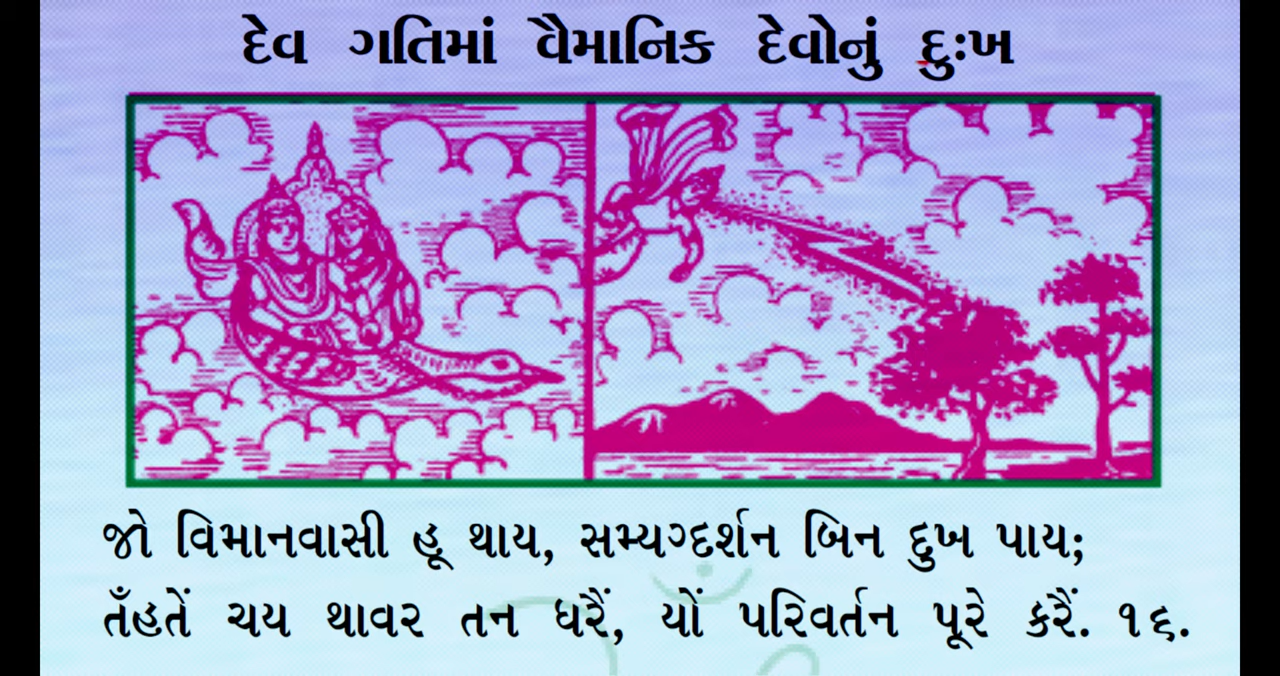 દેવ ગતિમાં વૈમાનિક દેવોનું દુઃખ
જો વિમાનવાસી હૂ થાય, સમ્યગ્દર્શન બિન દુખ પાય;
તઁહતેં ચય થાવર તન ધરૈં, યોં પરિવર્તન પૂરે કરૈં. ૧૬.